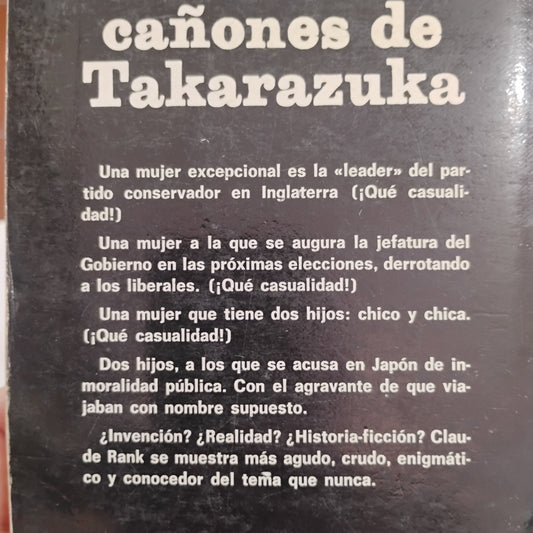 cañones de
Takarazuka
Una mujer excepcional es la «leader» del par-
tido conservador en Inglaterra (¡Qué casuali-
dad!)
Una mujer a la que se augura la jefatura del
Gobierno en las próximas elecciones, derrotando
a los liberales. (¡Qué casualidad!)
Una mujer que tiene dos hijos: chico y chica.
(¡Qué casualidad!)
Dos hijos, a los que se acusa en Japón de in-
moralidad pública. Con el agravante de que via-
jaban con nombre supuesto.
¿Invención? ¿Realidad? ¿Historia-ficción? Clau-
de Rank se muestra más agudo, crudo, enigmáti-
co y conocedor del tema que nunca.